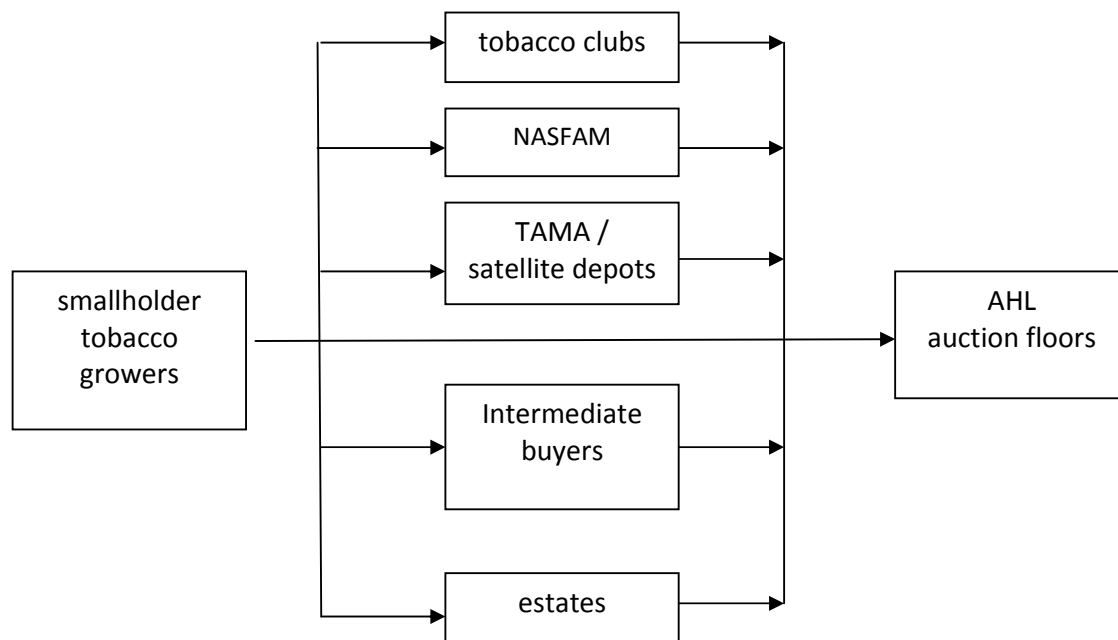 tobacco clubs
NASFAM
TAMA /
satellite depots
smallholder
tobacco
growers
AHL
auction floors
Intermediate
buyers
estates